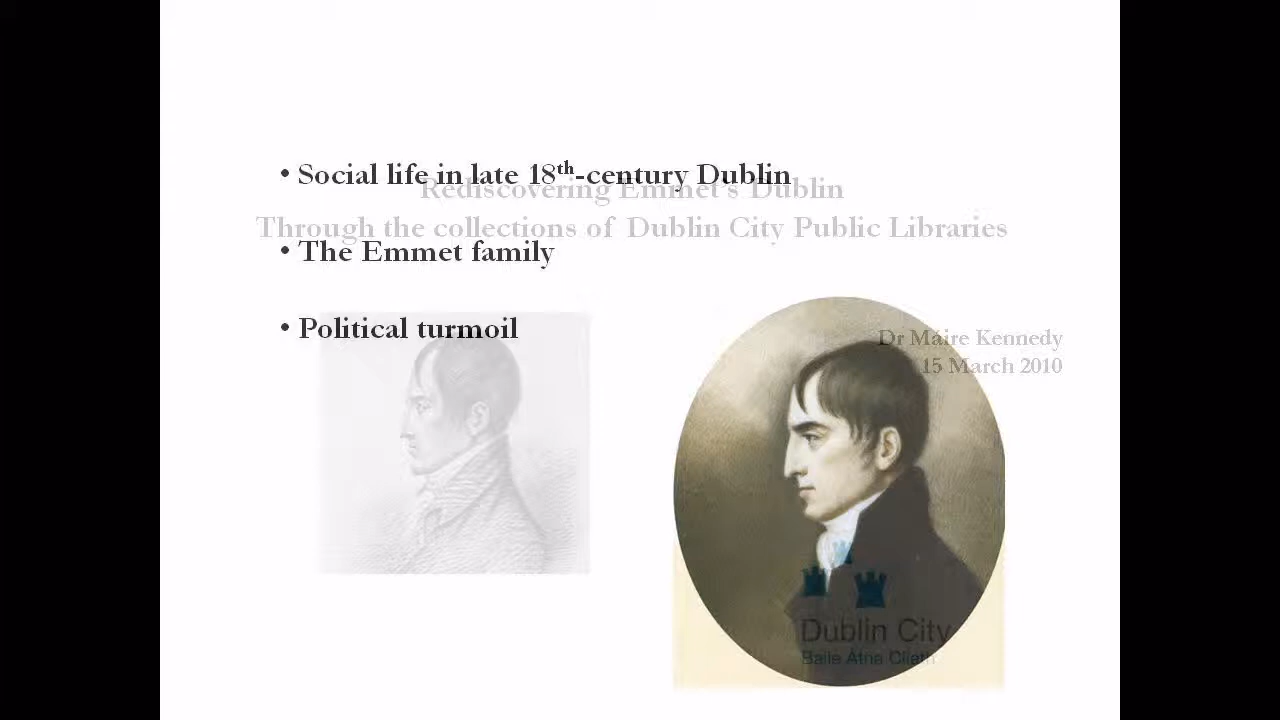 • Social life in late 18th-century Dublin
Rediscovering Emmet's Dublin
Through the collections of Dublin City Public Libraries
• The Emmet family
• Political turmoil
Dr Máire Kennedy
15 March 2010
Dublin City
Baile Átha Cliath